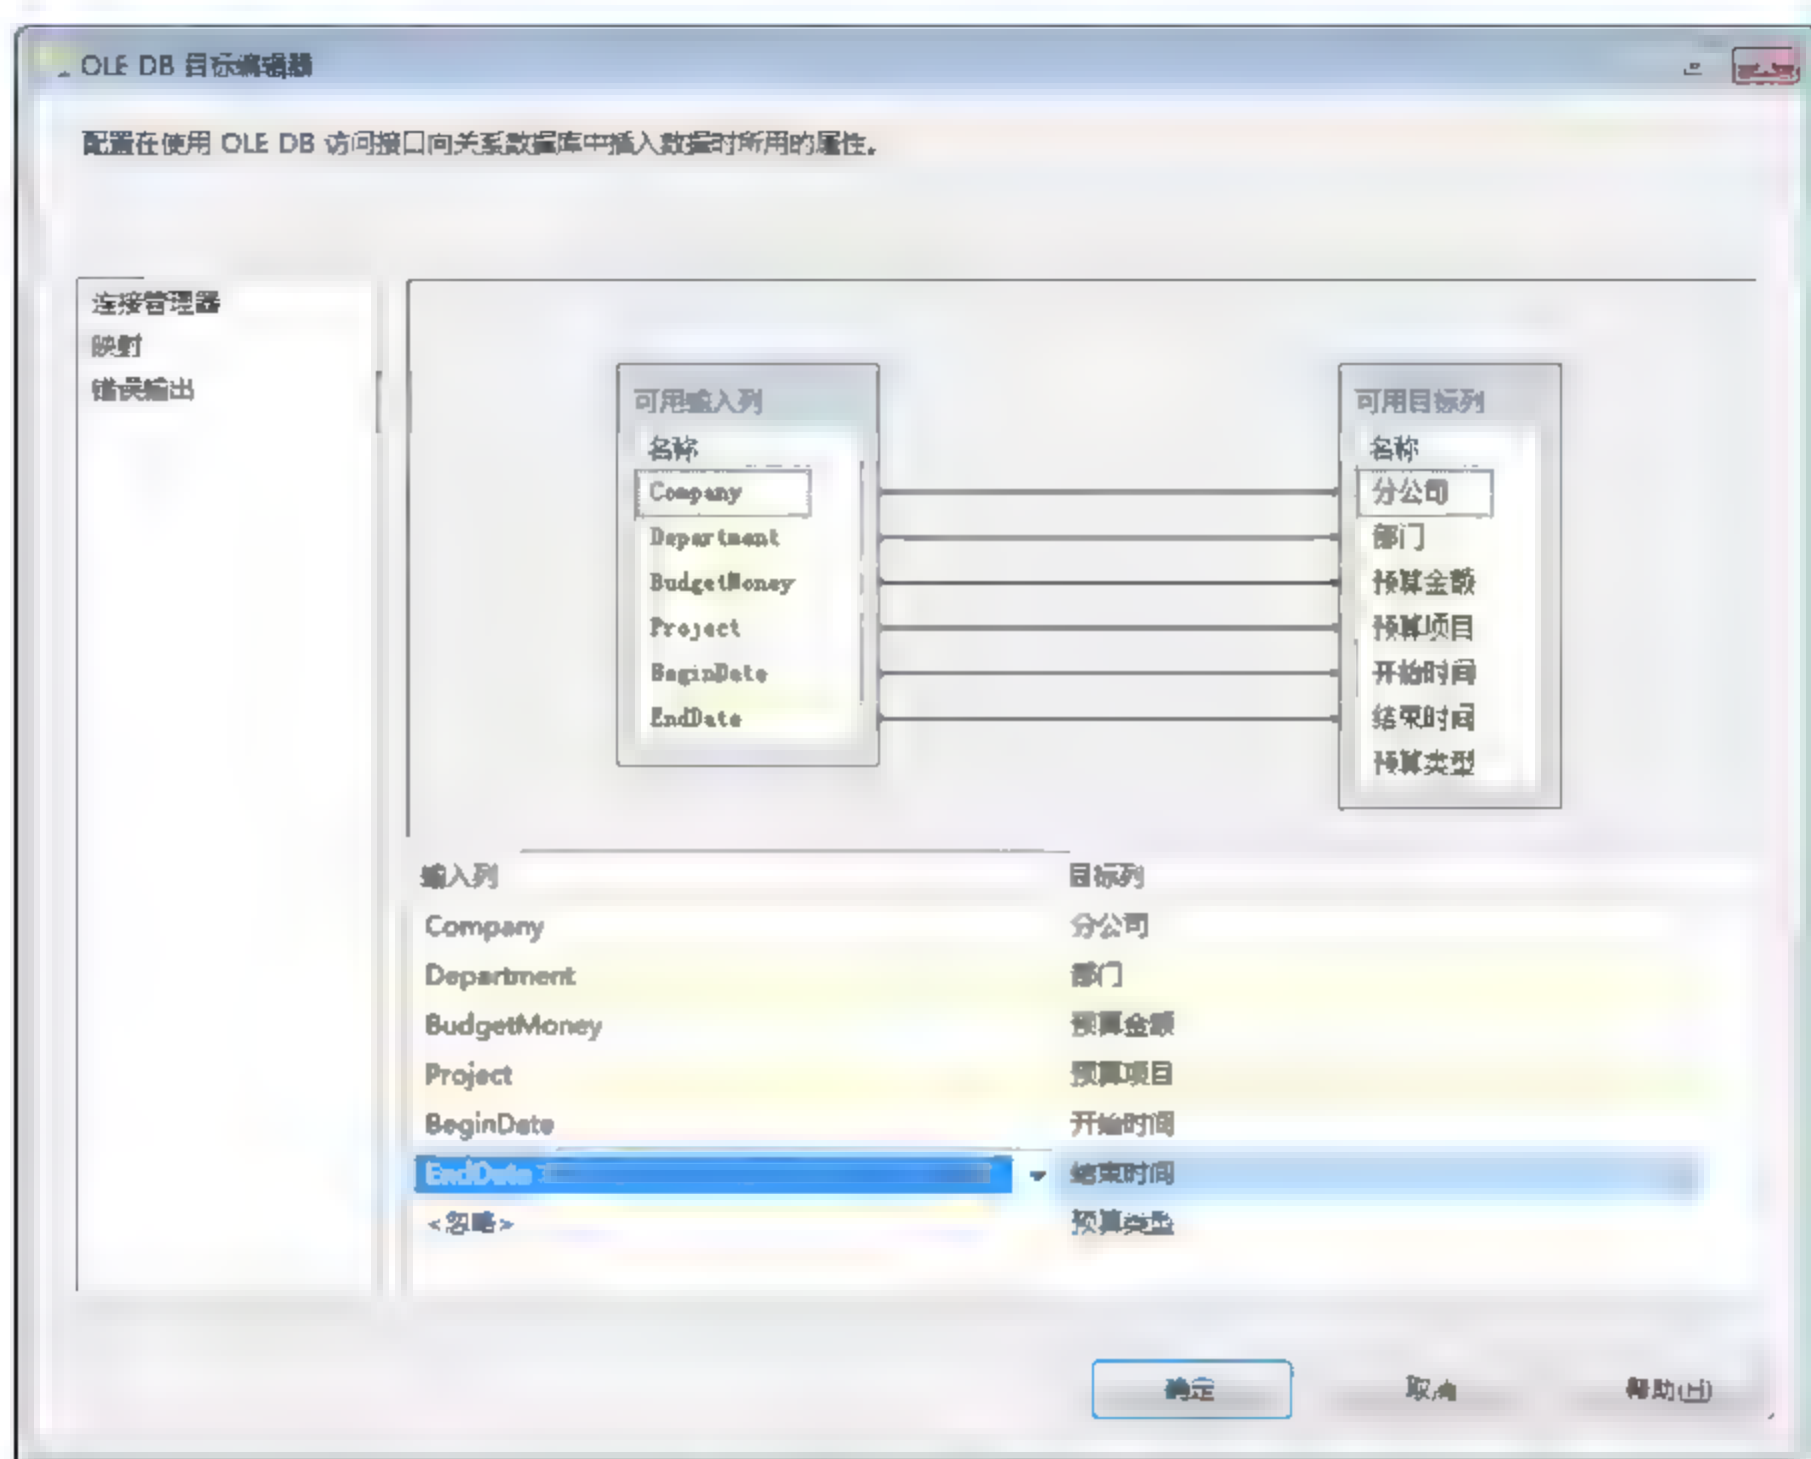 OLE DB 目标编辑器
配置在使用 OLE DB 访问接口向关系数据库中插入数据时所用的属性。
连接管理器
映射
错误输出
可用输入列
名称
Company
Department
BudgetMoney
Project
BeginDate
EndDate
可用目标列
名称
分公司
部门
预算金额
预算项目
开始时间
结束时间
预算类型
输入列 目标列
Company 分公司
Department 部门
BudgetMoney 预算金额
Project 预算项目
BeginDate 开始时间
EndDate 结束时间
<忽略> 预算类型
确定 取消 帮助(H)